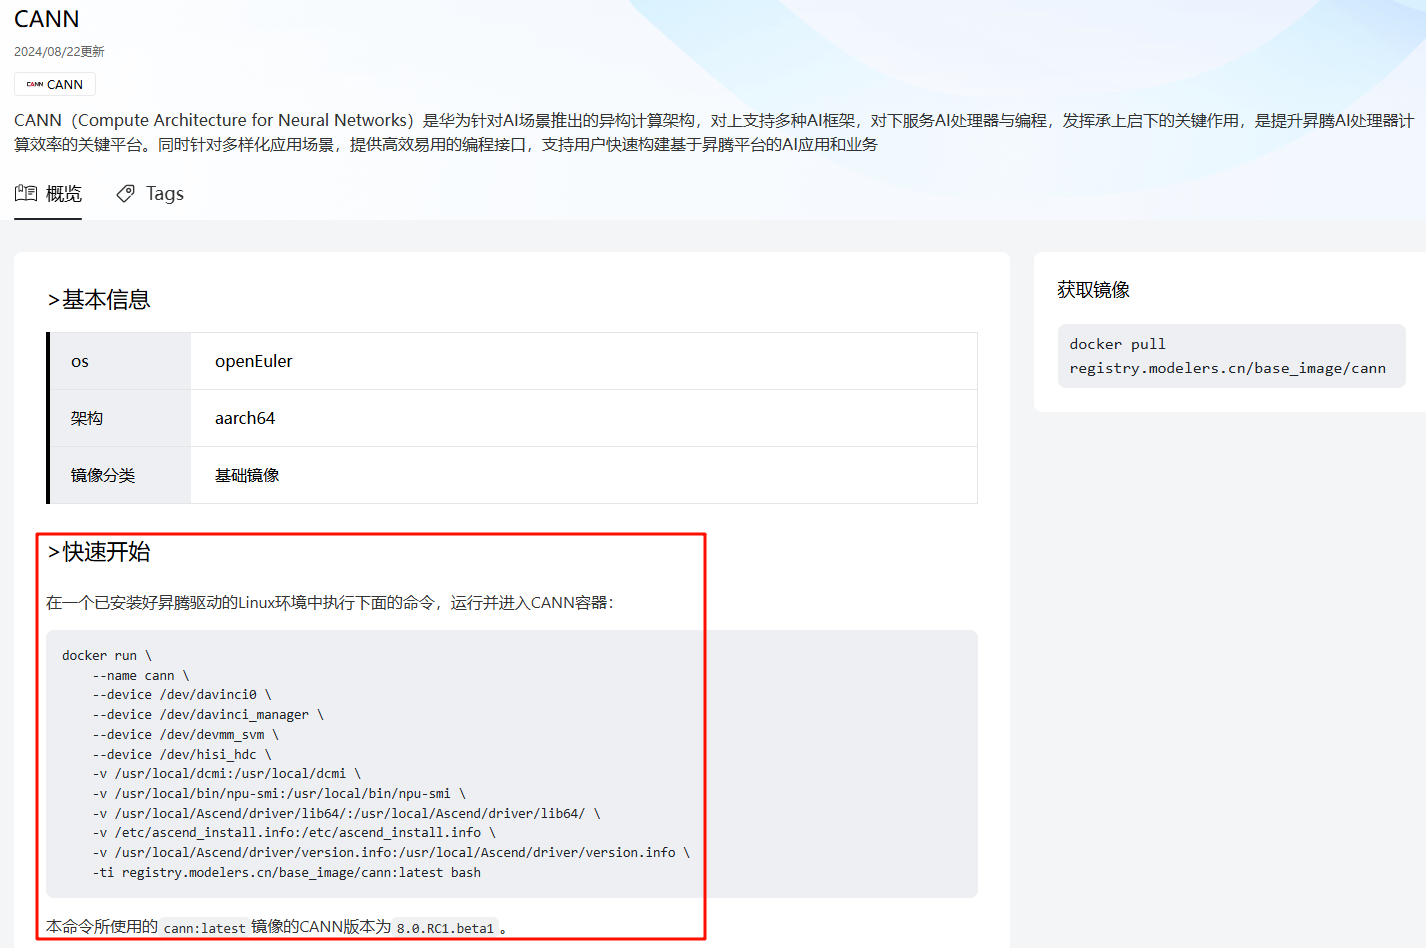 CANN
2024/08/22更新
CANN CANN
CANN（Compute Architecture for Neural Networks）是华为针对AI场景推出的异构计算架构，对上支持多种AI框架，对下服务AI处理器与编程，发挥承上启下的关键作用，是提升昇腾AI处理器计
算效率的关键平台。同时针对多样化应用场景，提供高效易用的编程接口，支持用户快速构建基于昇腾平台的AI应用和业务
概览 Tags
>基本信息
os openEuler
架构 aarch64
镜像分类 基础镜像
>快速开始
在一个已安装好昇腾驱动的Linux环境中执行下面的命令，运行并进入CANN容器：
docker run \
--name cann \
--device /dev/davinci0 \
--device /dev/davinci_manager \
--device /dev/devmm_svm \
--device /dev/hisi_hdc \
-v /usr/local/dcmi:/usr/local/dcmi \
-v /usr/local/bin/npu-smi:/usr/local/bin/npu-smi \
-v /usr/local/Ascend/driver/lib64/:/usr/local/Ascend/driver/lib64/ \
-v /etc/ascend_install.info:/etc/ascend_install.info \
-v /usr/local/Ascend/driver/version.info:/usr/local/Ascend/driver/version.info \
-ti registry.modelers.cn/base_image/cann:latest bash
本命令所使用的 cann:latest 镜像的CANN版本为 8.0.RC1.beta1 。
获取镜像
docker pull
registry.modelers.cn/base_image/cann